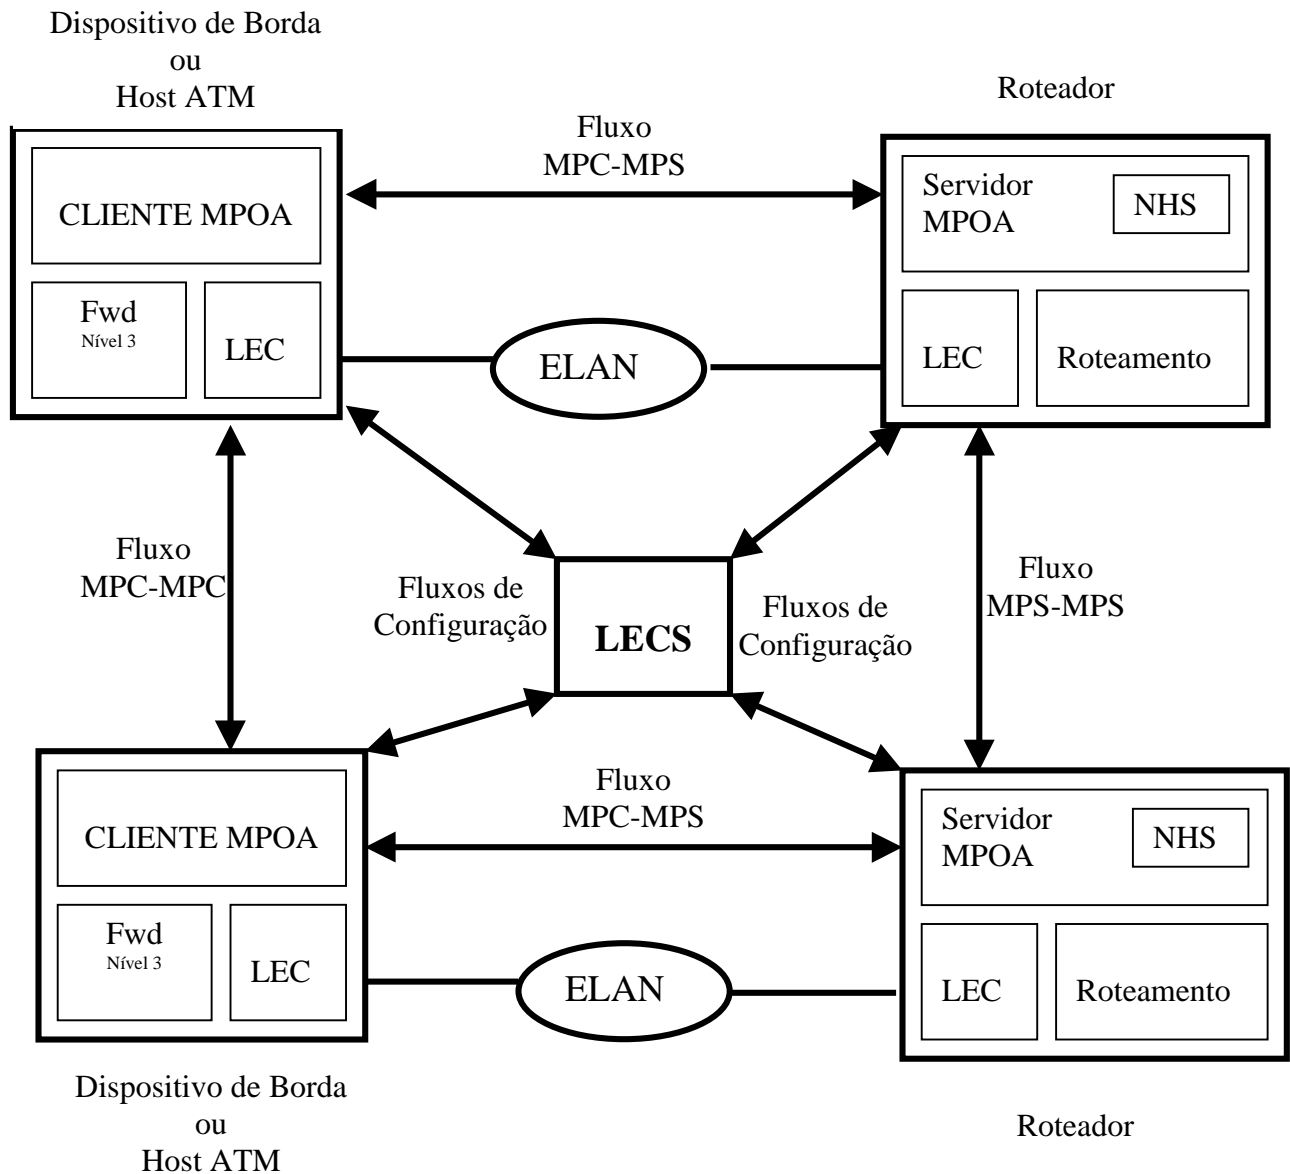 Dispositivo de Borda
ou
Host ATM
Roteador
Fluxo
MPC-MPS
CLIENTE MPOA
Servidor
MPOA
NHS
Fwd
Nível 3
LEC
ELAN
LEC
Roteamento
Fluxo
MPC-MPC
Fluxos de
Configuração
LECS
Fluxos de
Configuração
Fluxo
MPS-MPS
Fluxo
MPC-MPS
CLIENTE MPOA
Servidor
MPOA
NHS
Fwd
Nível 3
LEC
ELAN
LEC
Roteamento
Dispositivo de Borda
ou
Host ATM
Roteador